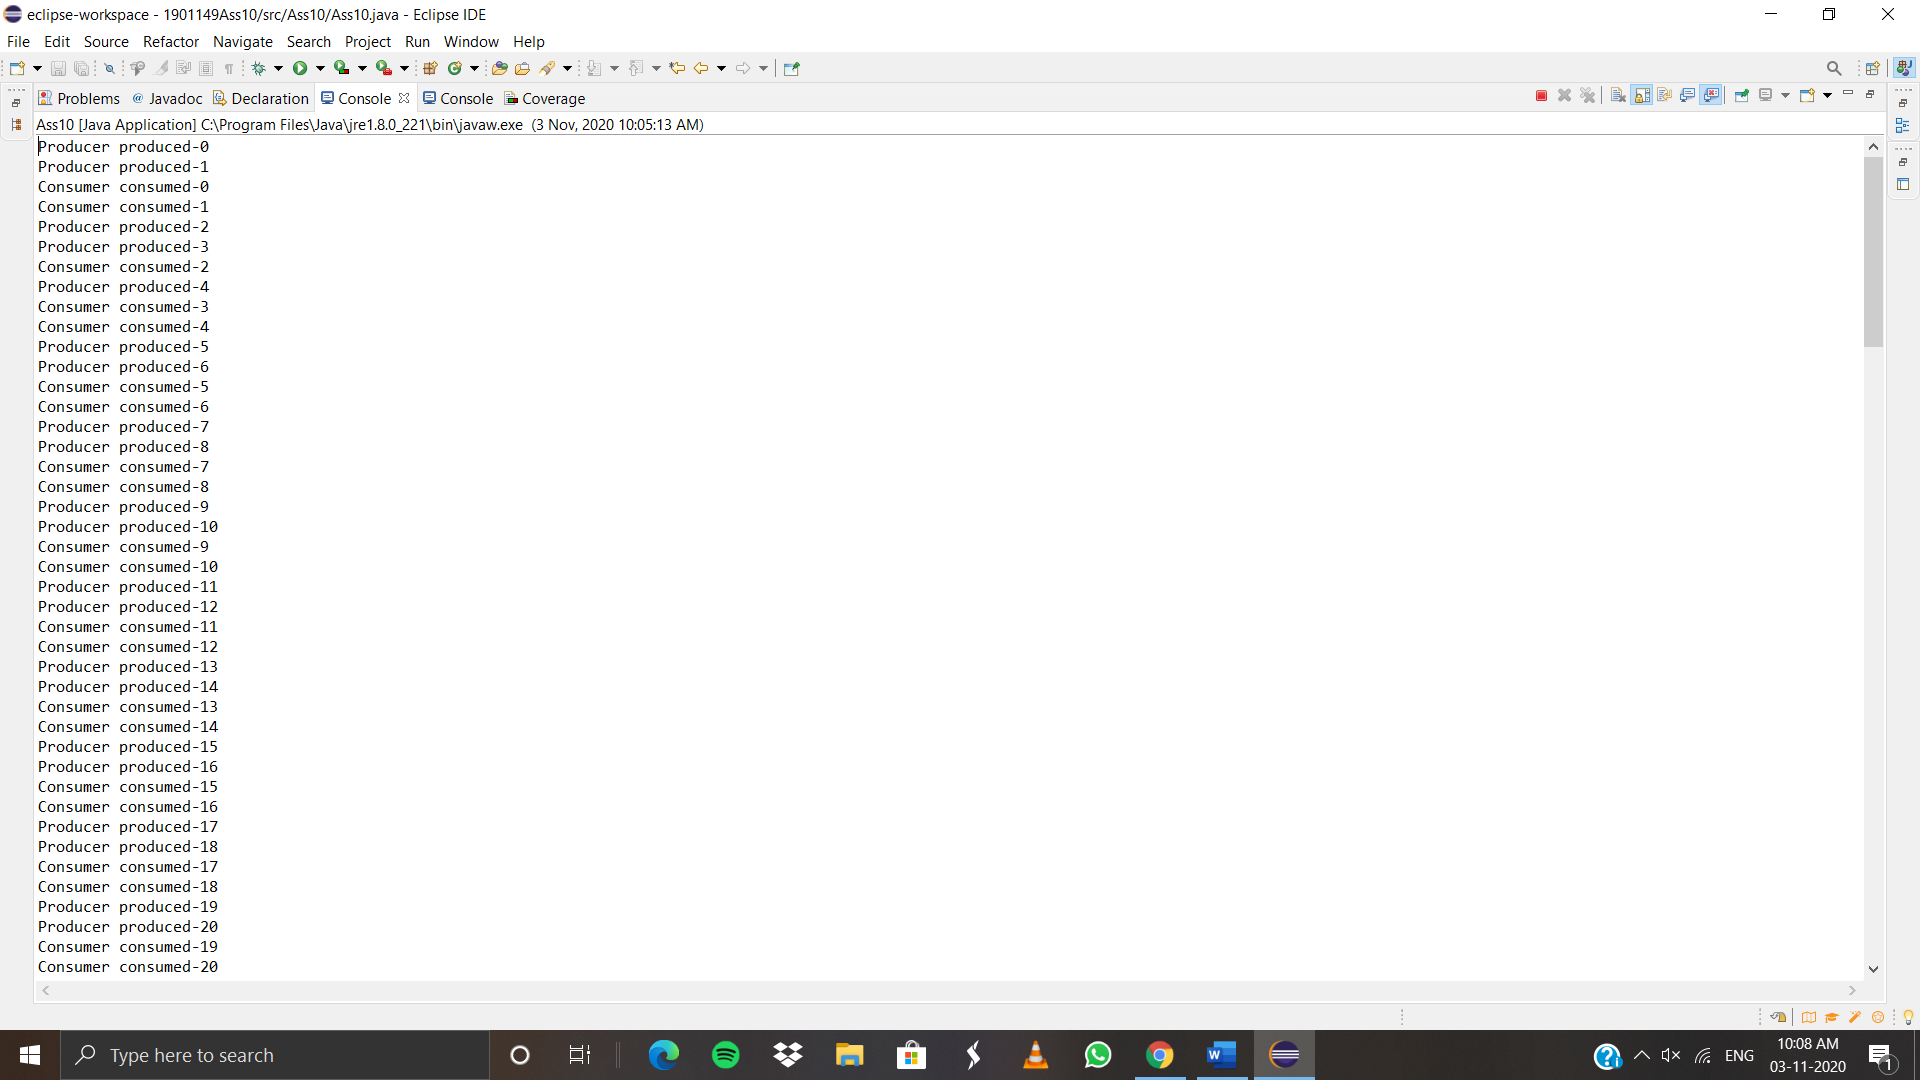 eclipse-workspace - 1901149Ass10/src/Ass10/Ass10.java - Eclipse IDE
File Edit Source Refactor Navigate Search Project Run Window Help
Problems @ Javadoc Declaration Console Console Coverage
Ass10 [Java Application] C:\Program Files\Java\jre1.8.0_221\bin\javaw.exe (3 Nov, 2020 10:05:13 AM)
Producer produced-0
Producer produced-1
Consumer consumed-0
Consumer consumed-1
Producer produced-2
Producer produced-3
Consumer consumed-2
Producer produced-4
Consumer consumed-3
Consumer consumed-4
Producer produced-5
Producer produced-6
Consumer consumed-5
Consumer consumed-6
Producer produced-7
Producer produced-8
Consumer consumed-7
Consumer consumed-8
Producer produced-9
Producer produced-10
Consumer consumed-9
Consumer consumed-10
Producer produced-11
Producer produced-12
Consumer consumed-11
Consumer consumed-12
Producer produced-13
Producer produced-14
Consumer consumed-13
Consumer consumed-14
Producer produced-15
Producer produced-16
Consumer consumed-15
Consumer consumed-16
Producer produced-17
Producer produced-18
Consumer consumed-17
Consumer consumed-18
Producer produced-19
Producer produced-20
Consumer consumed-19
Consumer consumed-20
Type here to search
ENG
10:08 AM
03-11-2020
1